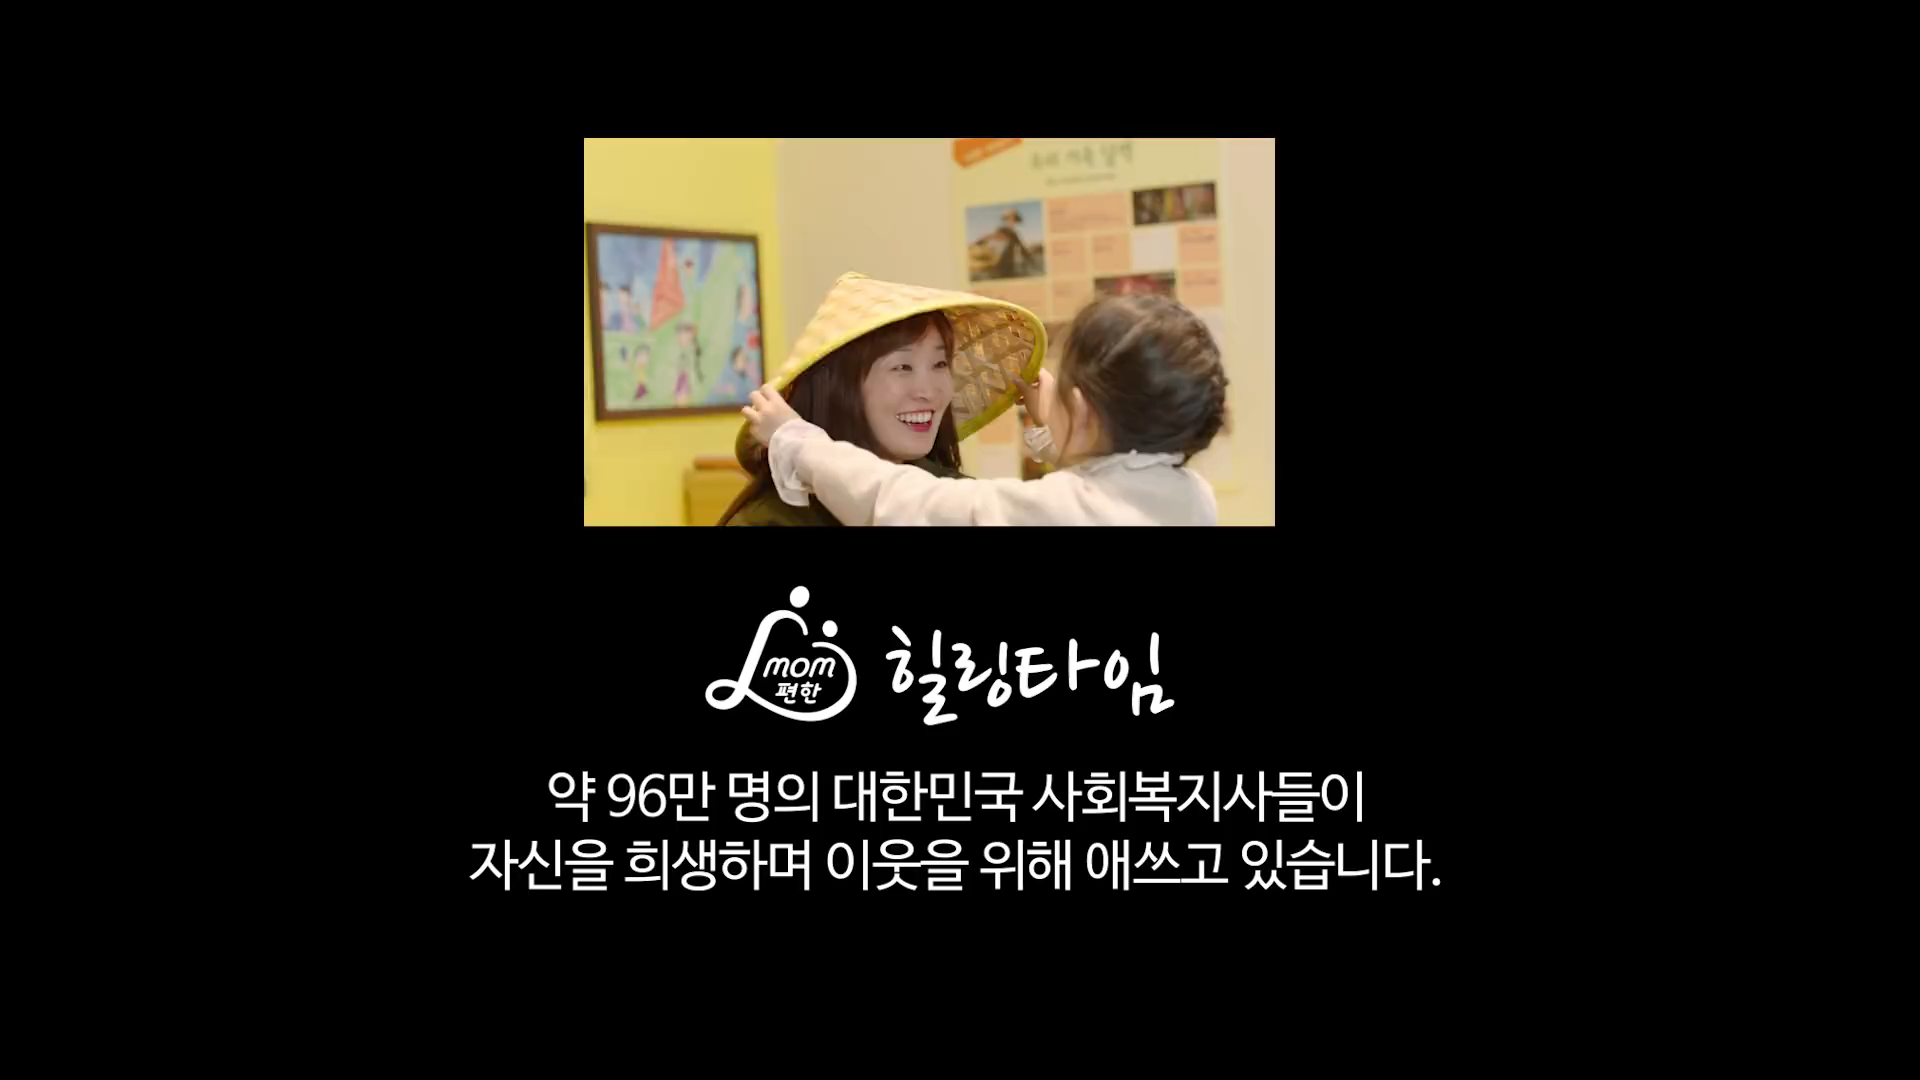 mom
편한
힐링타임
약 96만 명의 대한민국 사회복지사들이
자신을 희생하며 이웃을 위해 애쓰고 있습니다.